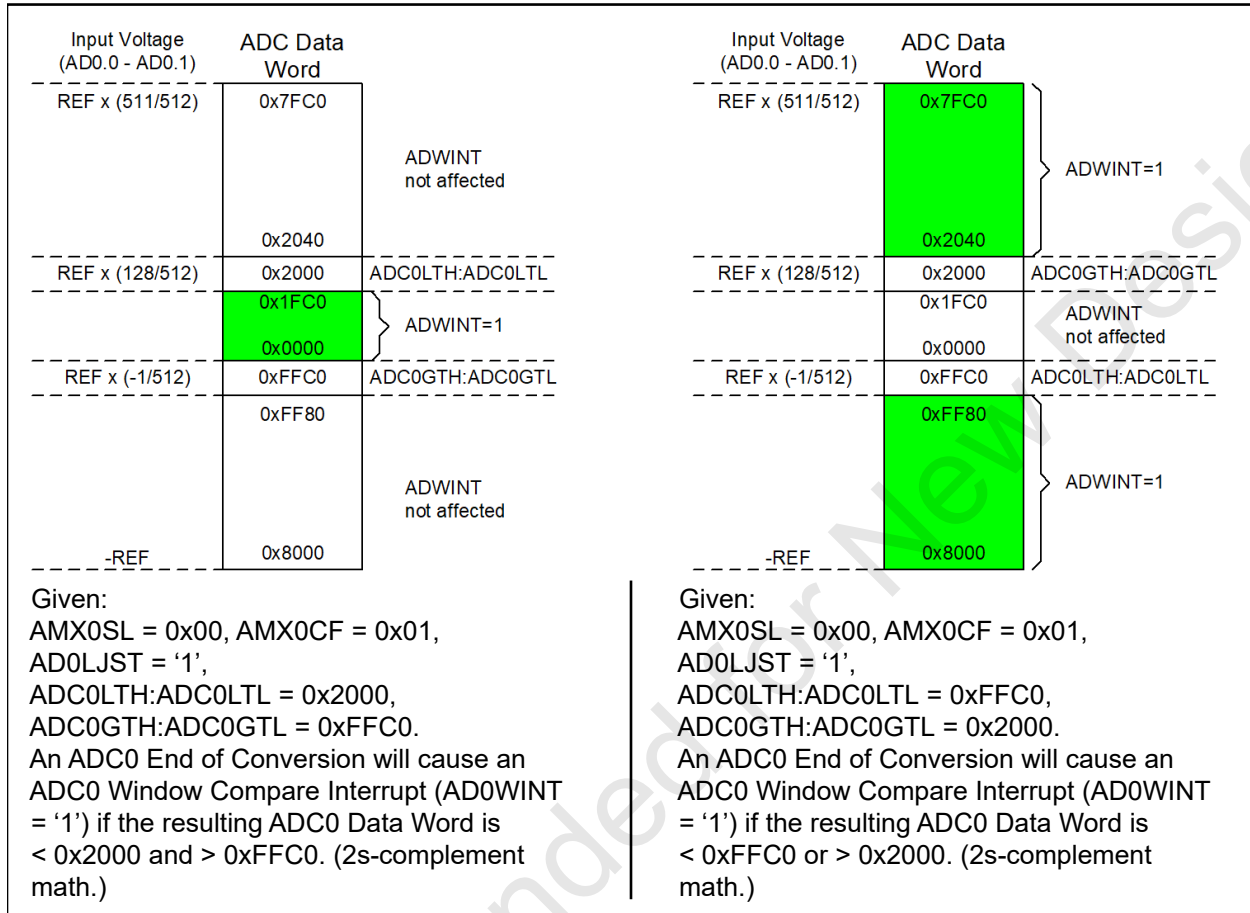 Input Voltage
(AD0.0 - AD0.1)
ADC Data
Word
REF x (511/512)
0x7FC0
ADWINT
not affected
0x2040
REF x (128/512)
0x2000
ADC0LTH:ADC0LTL
0x1FC0
ADWINT=1
0x0000
REF x (-1/512)
0xFFC0
ADC0GTH:ADC0GTL
0xFF80
ADWINT
not affected
-REF
0x8000
Given:
AMX0SL = 0x00, AMX0CF = 0x01,
AD0LJST = ‘1’,
ADC0LTH:ADC0LTL = 0x2000,
ADC0GTH:ADC0GTL = 0xFFC0.
An ADC0 End of Conversion will cause an
ADC0 Window Compare Interrupt (AD0WINT
= ‘1’) if the resulting ADC0 Data Word is
< 0x2000 and > 0xFFC0. (2s-complement
math.)
Input Voltage
(AD0.0 - AD0.1)
ADC Data
Word
REF x (511/512)
0x7FC0
ADWINT=1
0x2040
REF x (128/512)
0x2000
ADC0GTH:ADC0GTL
0x1FC0
ADWINT
not affected
0x0000
REF x (-1/512)
0xFFC0
ADC0LTH:ADC0LTL
0xFF80
ADWINT=1
-REF
0x8000
Given:
AMX0SL = 0x00, AMX0CF = 0x01,
AD0LJST = ‘1’,
ADC0LTH:ADC0LTL = 0xFFC0,
ADC0GTH:ADC0GTL = 0x2000.
An ADC0 End of Conversion will cause an
ADC0 Window Compare Interrupt (AD0WINT
= ‘1’) if the resulting ADC0 Data Word is
< 0xFFC0 or > 0x2000. (2s-complement
math.)
for New